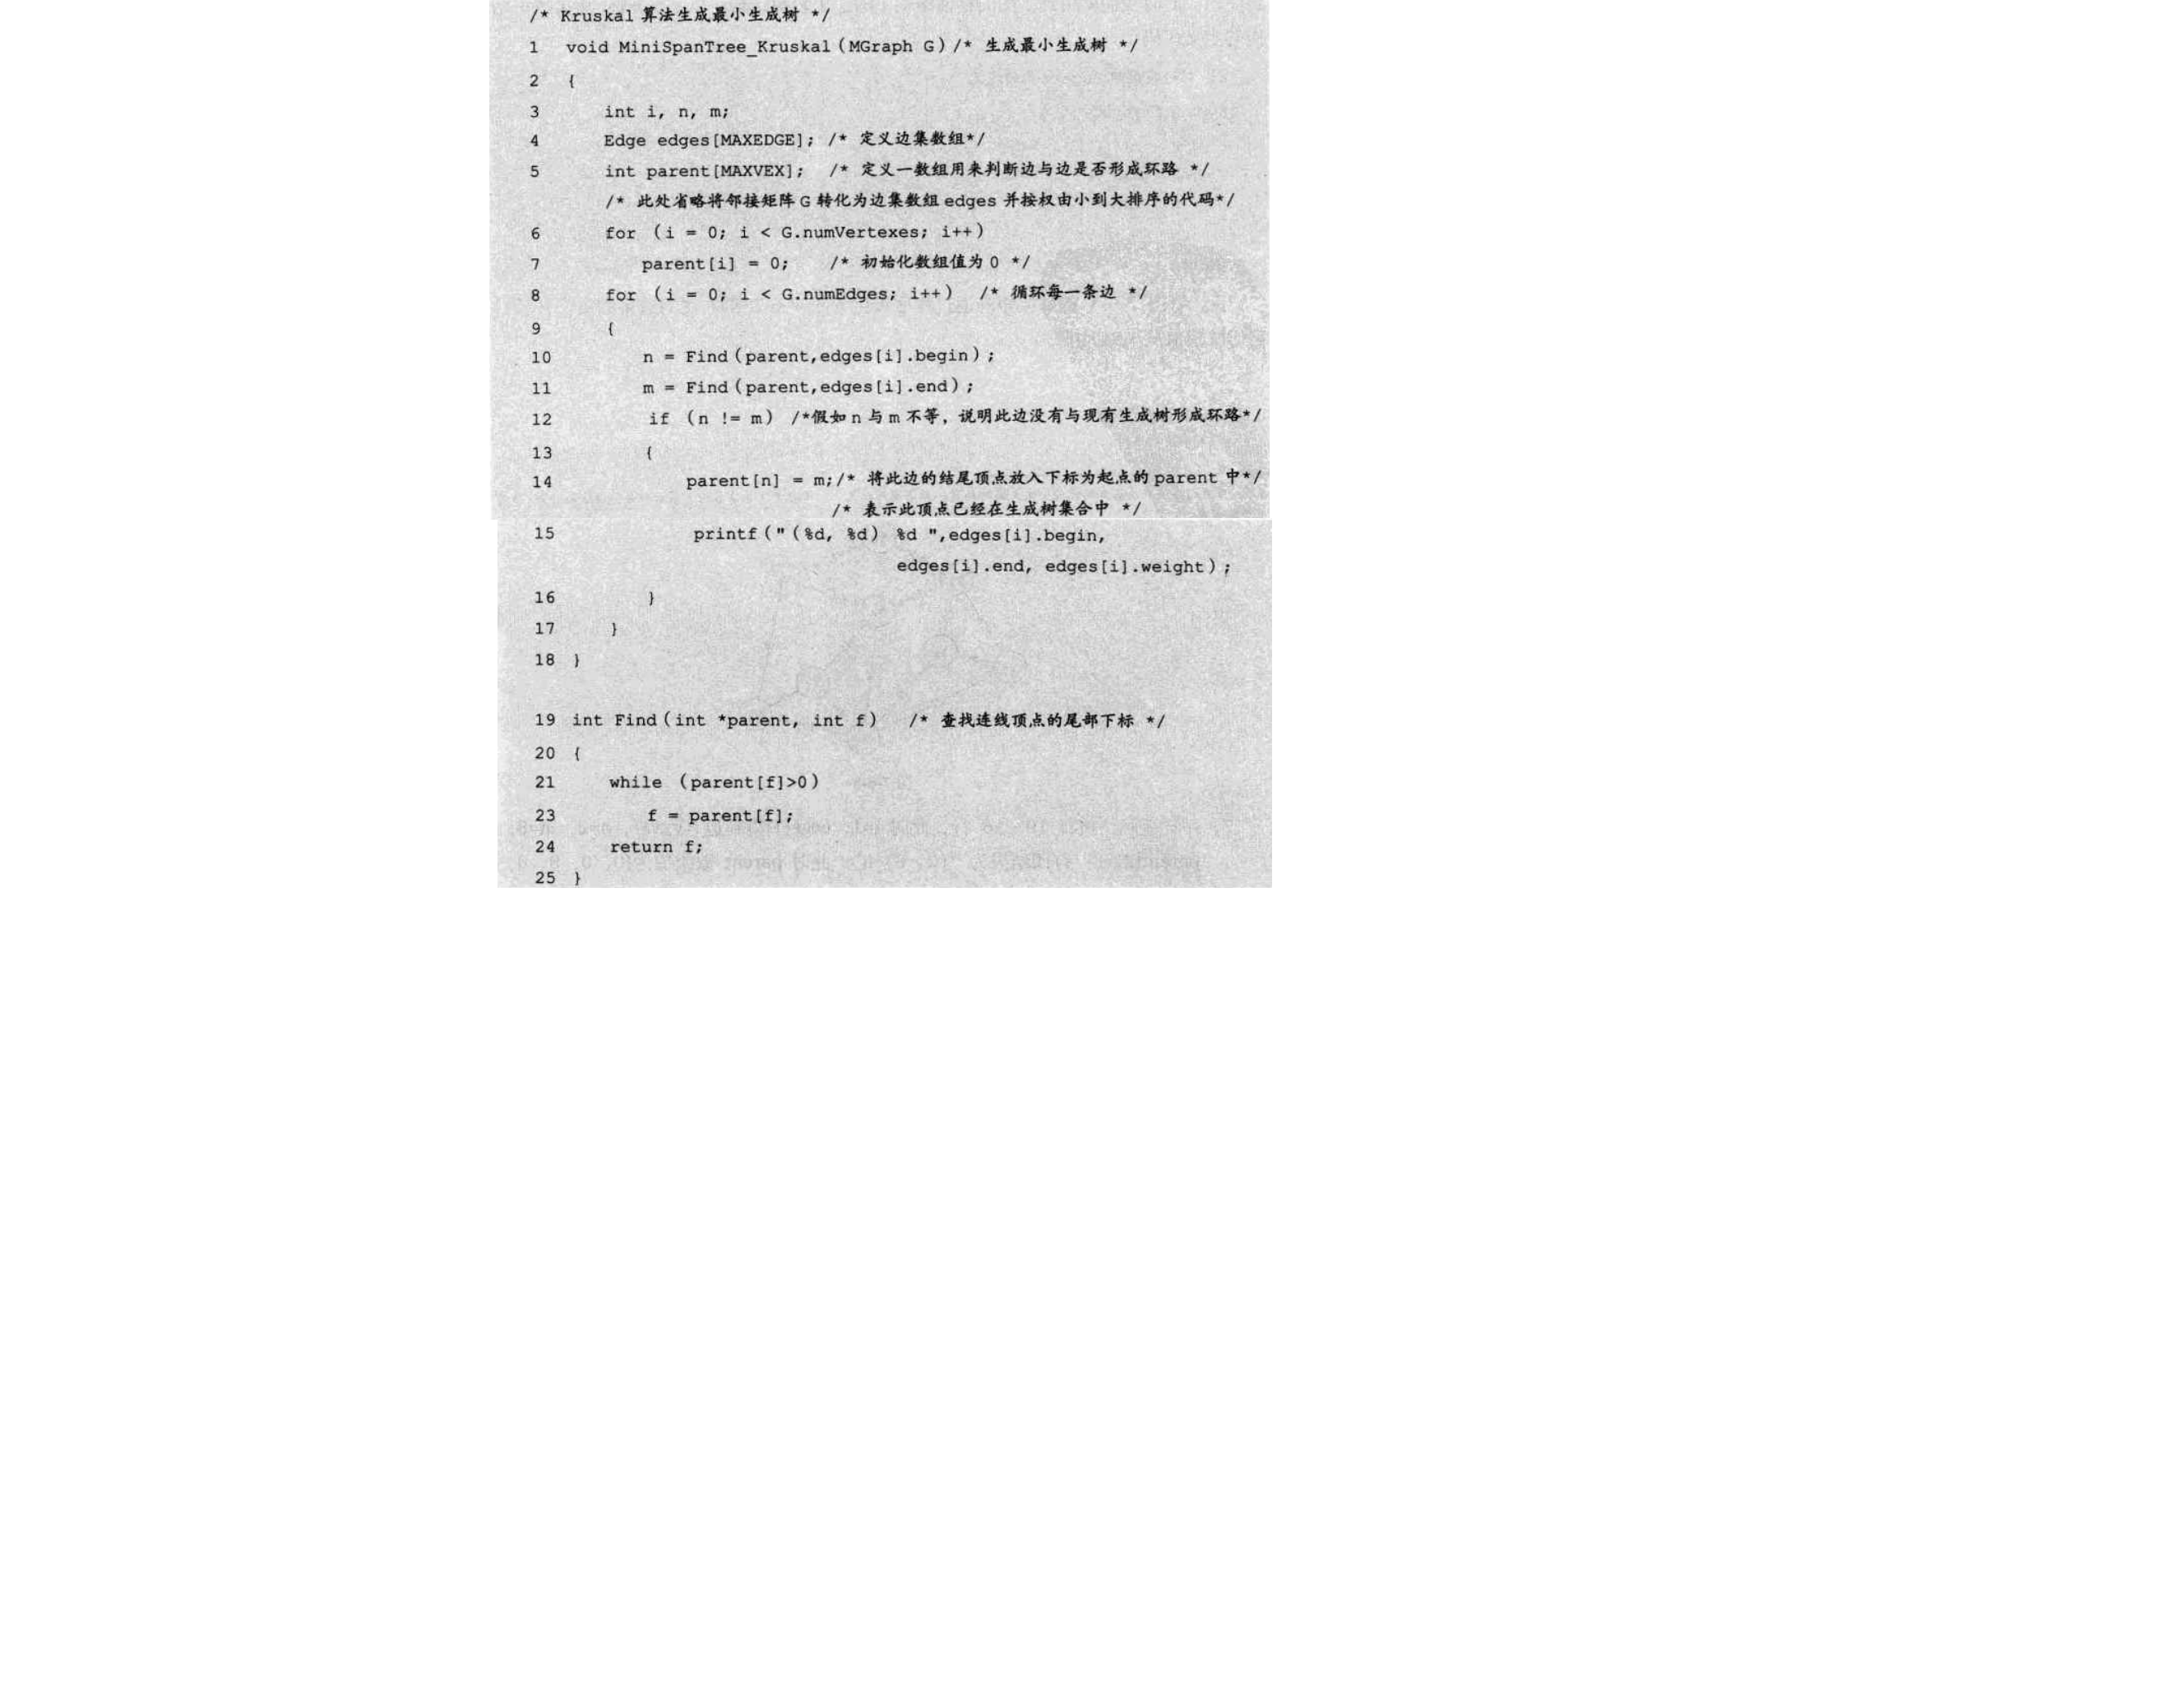 /* Kruskal 算法生成最小生成树 */
1 void MiniSpanTree_Kruskal(MGraph G)/* 生成最小生成树 */
2 {
3 int i, n, m;
4 Edge edges[MAXEDGE]; /* 定义边集数组*/
5 int parent[MAXVEX]; /* 定义一数组用来判断边与边是否形成环路 */
/* 此处省略将邻接矩阵 G 转化为边集数组 edges 并按权由小到大排序的代码*/
6 for (i = 0; i < G.numVertexes; i++)
7 parent[i] = 0; /* 初始化数组值为 0 */
8 for (i = 0; i < G.numEdges; i++) /* 循环每一条边 */
9 {
10 n = Find(parent,edges[i].begin);
11 m = Find(parent,edges[i].end);
12 if (n != m) /*假如 n 与 m 不等，说明此边没有与现有生成树形成环路*/
13 {
14 parent[n] = m;/* 将此边的结尾顶点放入下标为起点的 parent 中*/
/* 表示此顶点已经在生成树集合中 */
15 printf("(%d, %d) %d ",edges[i].begin,
edges[i].end, edges[i].weight);
16 }
17 }
18 }
19 int Find(int *parent, int f) /* 查找连线顶点的尾部下标 */
20 {
21 while (parent[f]>0)
23 f = parent[f];
24 return f;
25 }